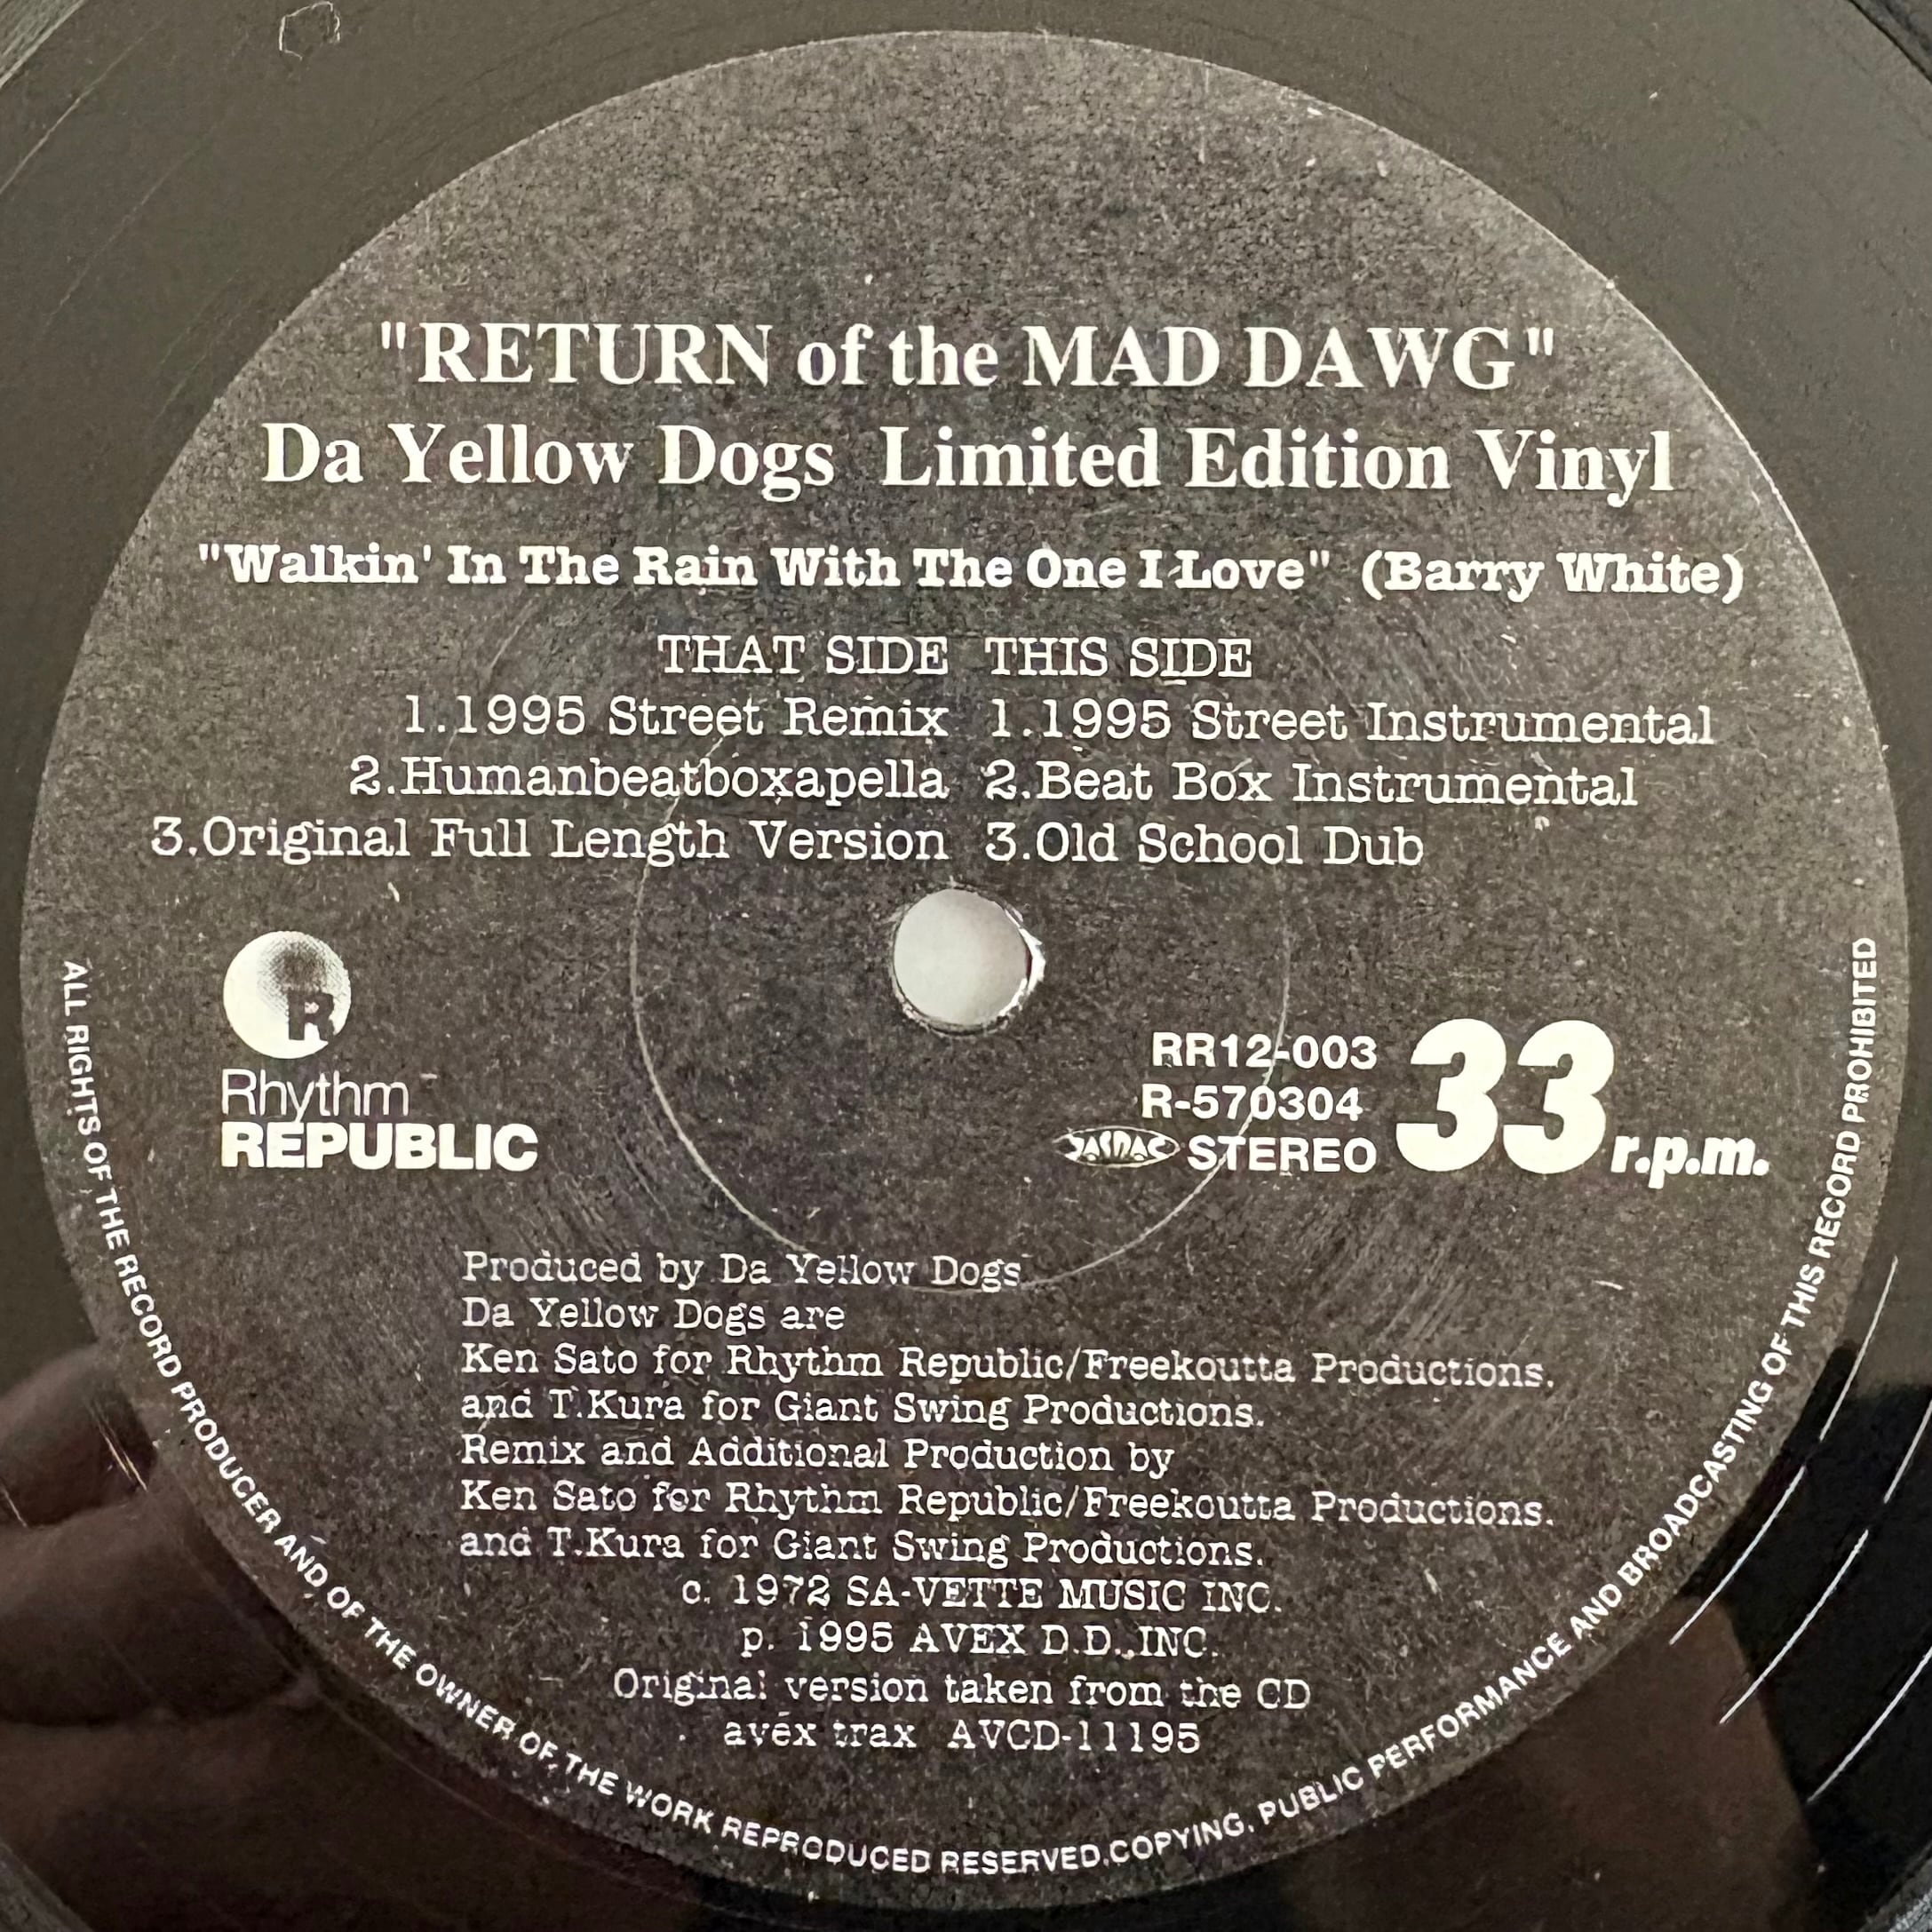 "RETURN of the MAD DAWG"
Da Yellow Dogs Limited Edition Vinyl
"Walkin' In The Rain With The One I Love" (Barry White)
THAT SIDE THIS SIDE
1.1995 Street Remix 1.1995 Street Instrumental
2.Humanbeatboxapella 2.Beat Box Instrumental
3.Original Full Length Version 3.Old School Dub
R
Rhythm
REPUBLIC
RR12-003
R-570304
JASRAC STEREO
33 r.p.m.
Produced by Da Yellow Dogs
Da Yellow Dogs are
Ken Sato for Rhythm Republic/Freekoutta Productions.
and T.Kura for Giant Swing Productions.
Remix and Additional Production by
Ken Sato for Rhythm Republic/Freekoutta Productions.
and T.Kura for Giant Swing Productions.
c. 1972 SA-VETTE MUSIC INC.
p. 1995 AVEX D.D.,INC.
Original version taken from the CD
avex trax AVCD-11195
ALL RIGHTS OF THE RECORD PRODUCER AND OF THE OWNER OF THE WORK REPRODUCED RESERVED.COPYING, PUBLIC PERFORMANCE AND BROADCASTING OF THIS RECORD PROHIBITED